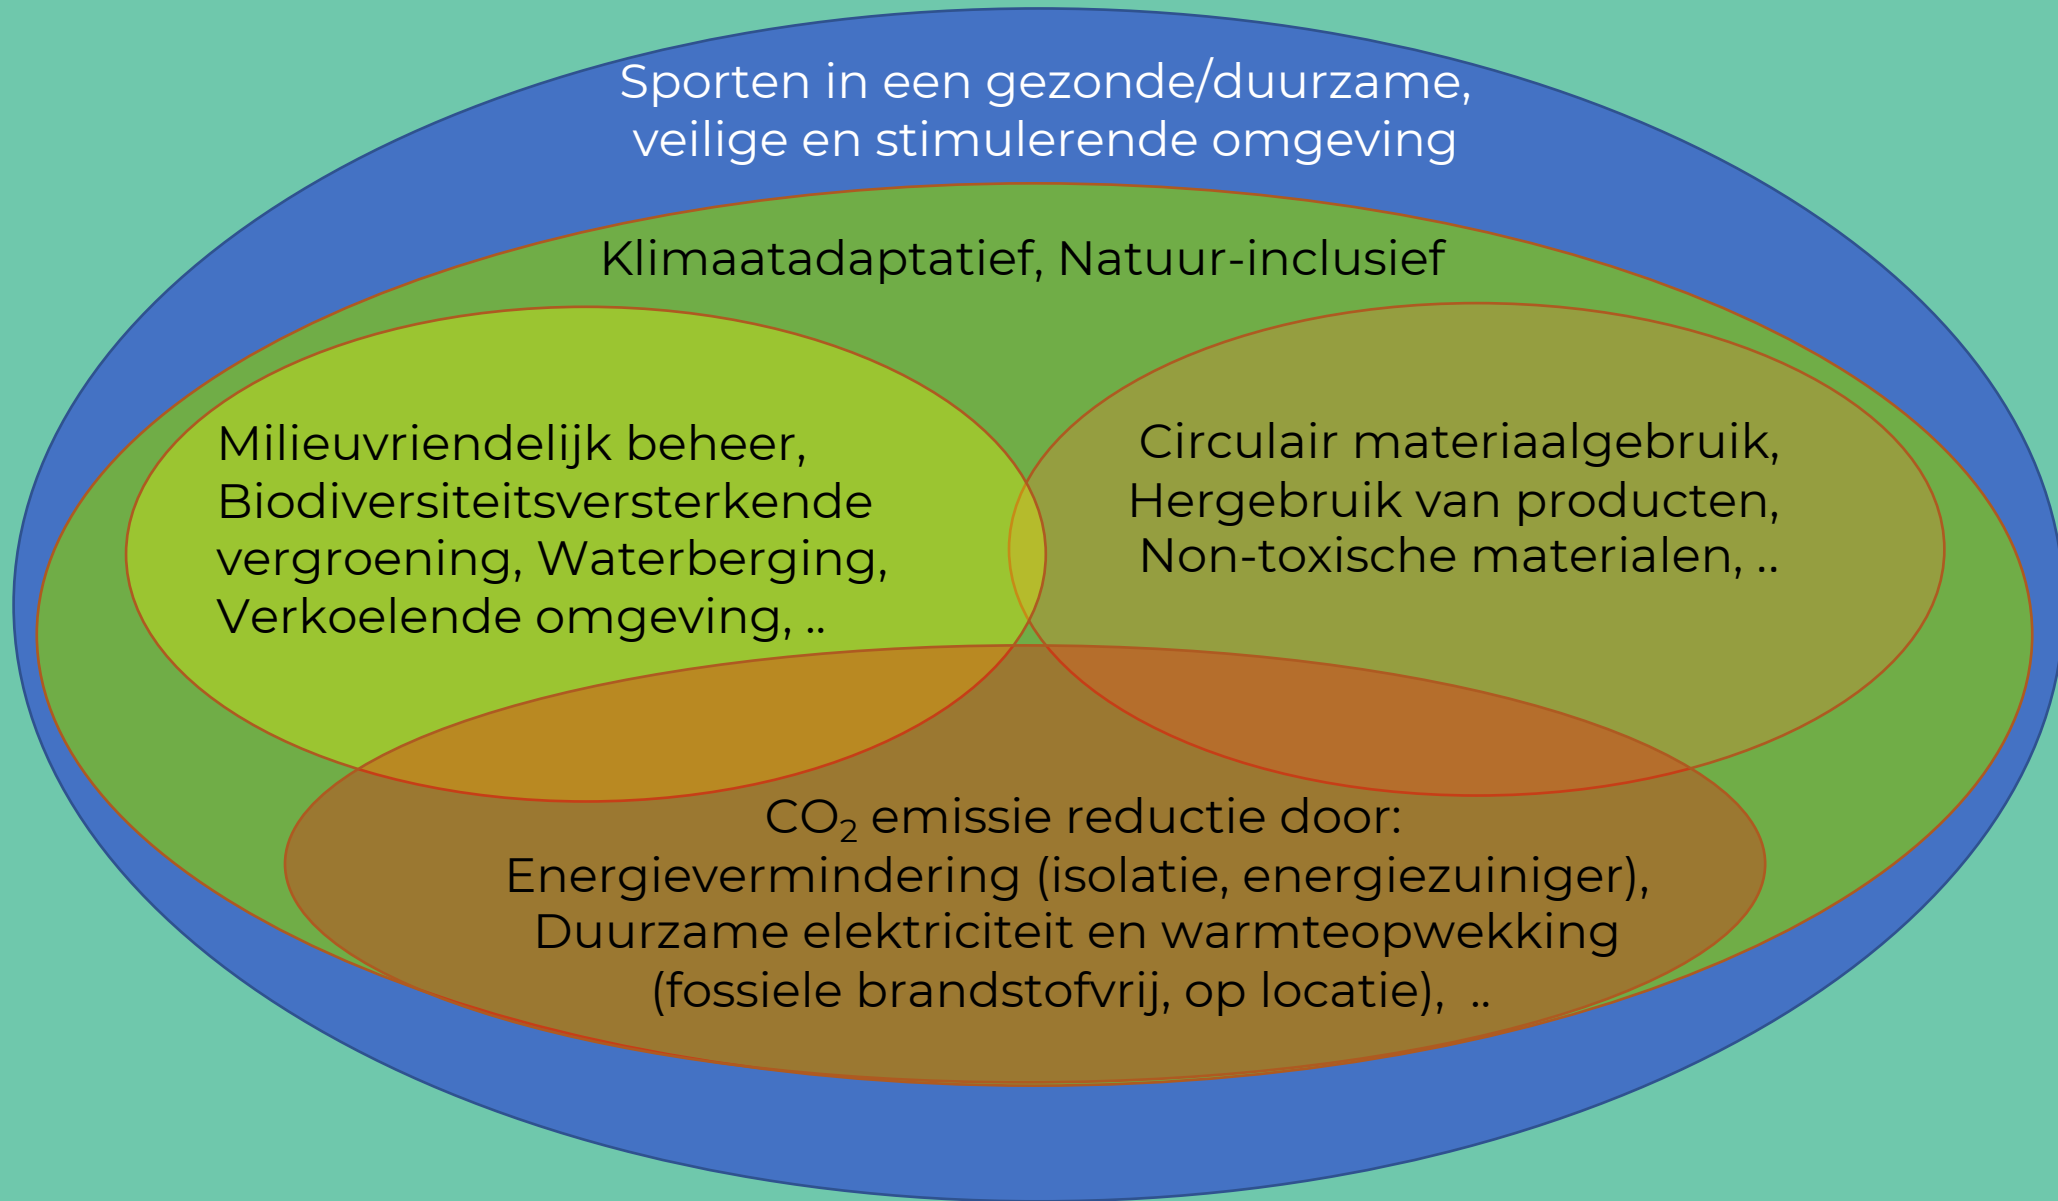 Sporten in een gezonde/duurzame,
veilige en stimulerende omgeving
Klimaatadaptatief, Natuur-inclusief
Milieuvriendelijk beheer,
Biodiversiteitsversterkende
vergroening, Waterberging,
Verkoelende omgeving, ..
Circulair materiaalgebruik,
Hergebruik van producten,
Non-toxische materialen, ..
CO₂ emissie reductie door:
Energievermindering (isolatie, energiezuiniger),
Duurzame elektriciteit en warmteopwekking
(fossiele brandstofvrij, op locatie), ..